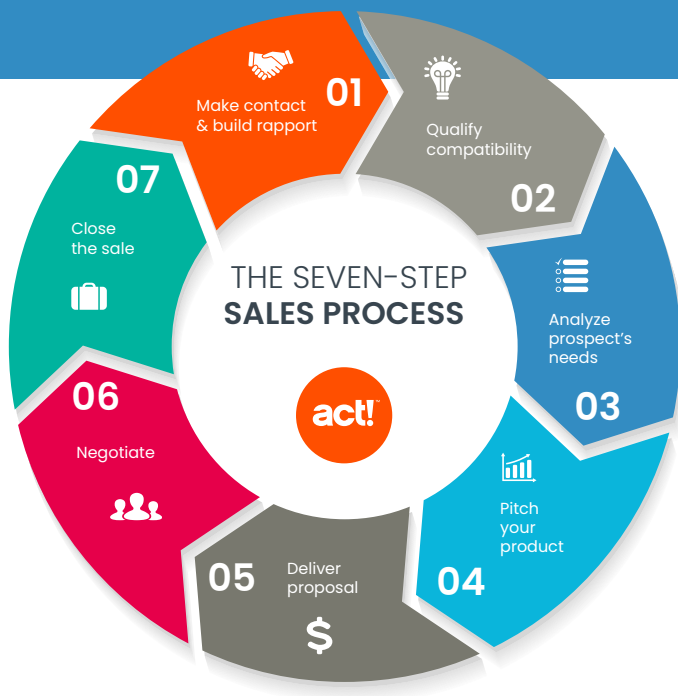 THE SEVEN-STEP
SALES PROCESS
act!™
01
Make contact
& build rapport
02
Qualify
compatibility
03
Analyze
prospect's
needs
04
Pitch
your
product
05
Deliver
proposal
06
Negotiate
07
Close
the sale